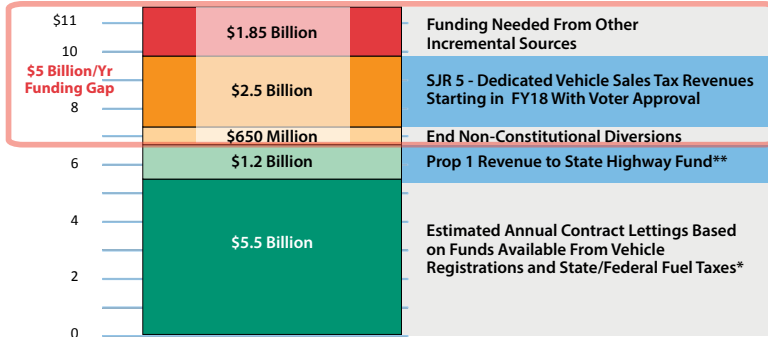 $11
$1.85 Billion
Funding Needed From Other
Incremental Sources
10
$5 Billion/Yr
Funding Gap
$2.5 Billion
SJR 5 - Dedicated Vehicle Sales Tax Revenues
Starting in FY18 With Voter Approval
8
$650 Million
End Non-Constitutional Diversions
6
$1.2 Billion
Prop 1 Revenue to State Highway Fund**
4
$5.5 Billion
Estimated Annual Contract Lettings Based
on Funds Available From Vehicle
Registrations and State/Federal Fuel Taxes*
2
0